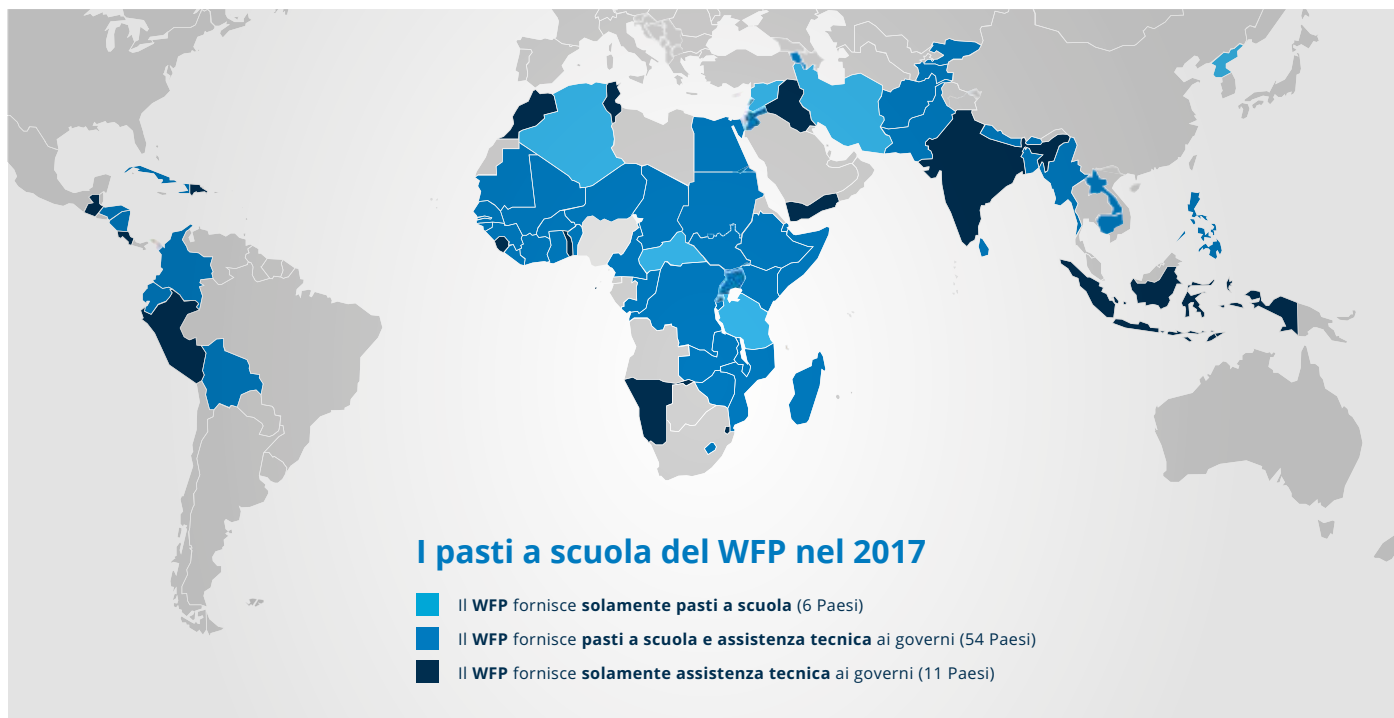 I pasti a scuola del WFP nel 2017
Il WFP fornisce solamente pasti a scuola (6 Paesi)
Il WFP fornisce pasti a scuola e assistenza tecnica ai governi (54 Paesi)
Il WFP fornisce solamente assistenza tecnica ai governi (11 Paesi)